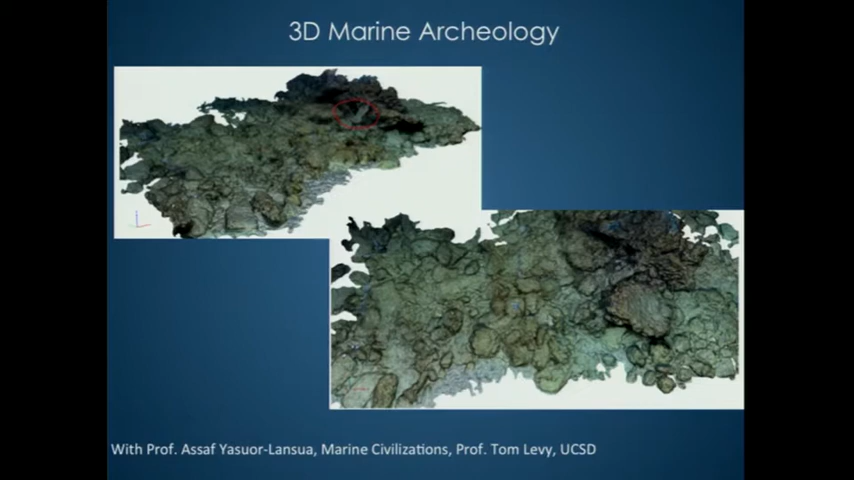 3D Marine Archeology
With Prof. Assaf Yasuor-Lansua, Marine Civilizations, Prof. Tom Levy, UCSD